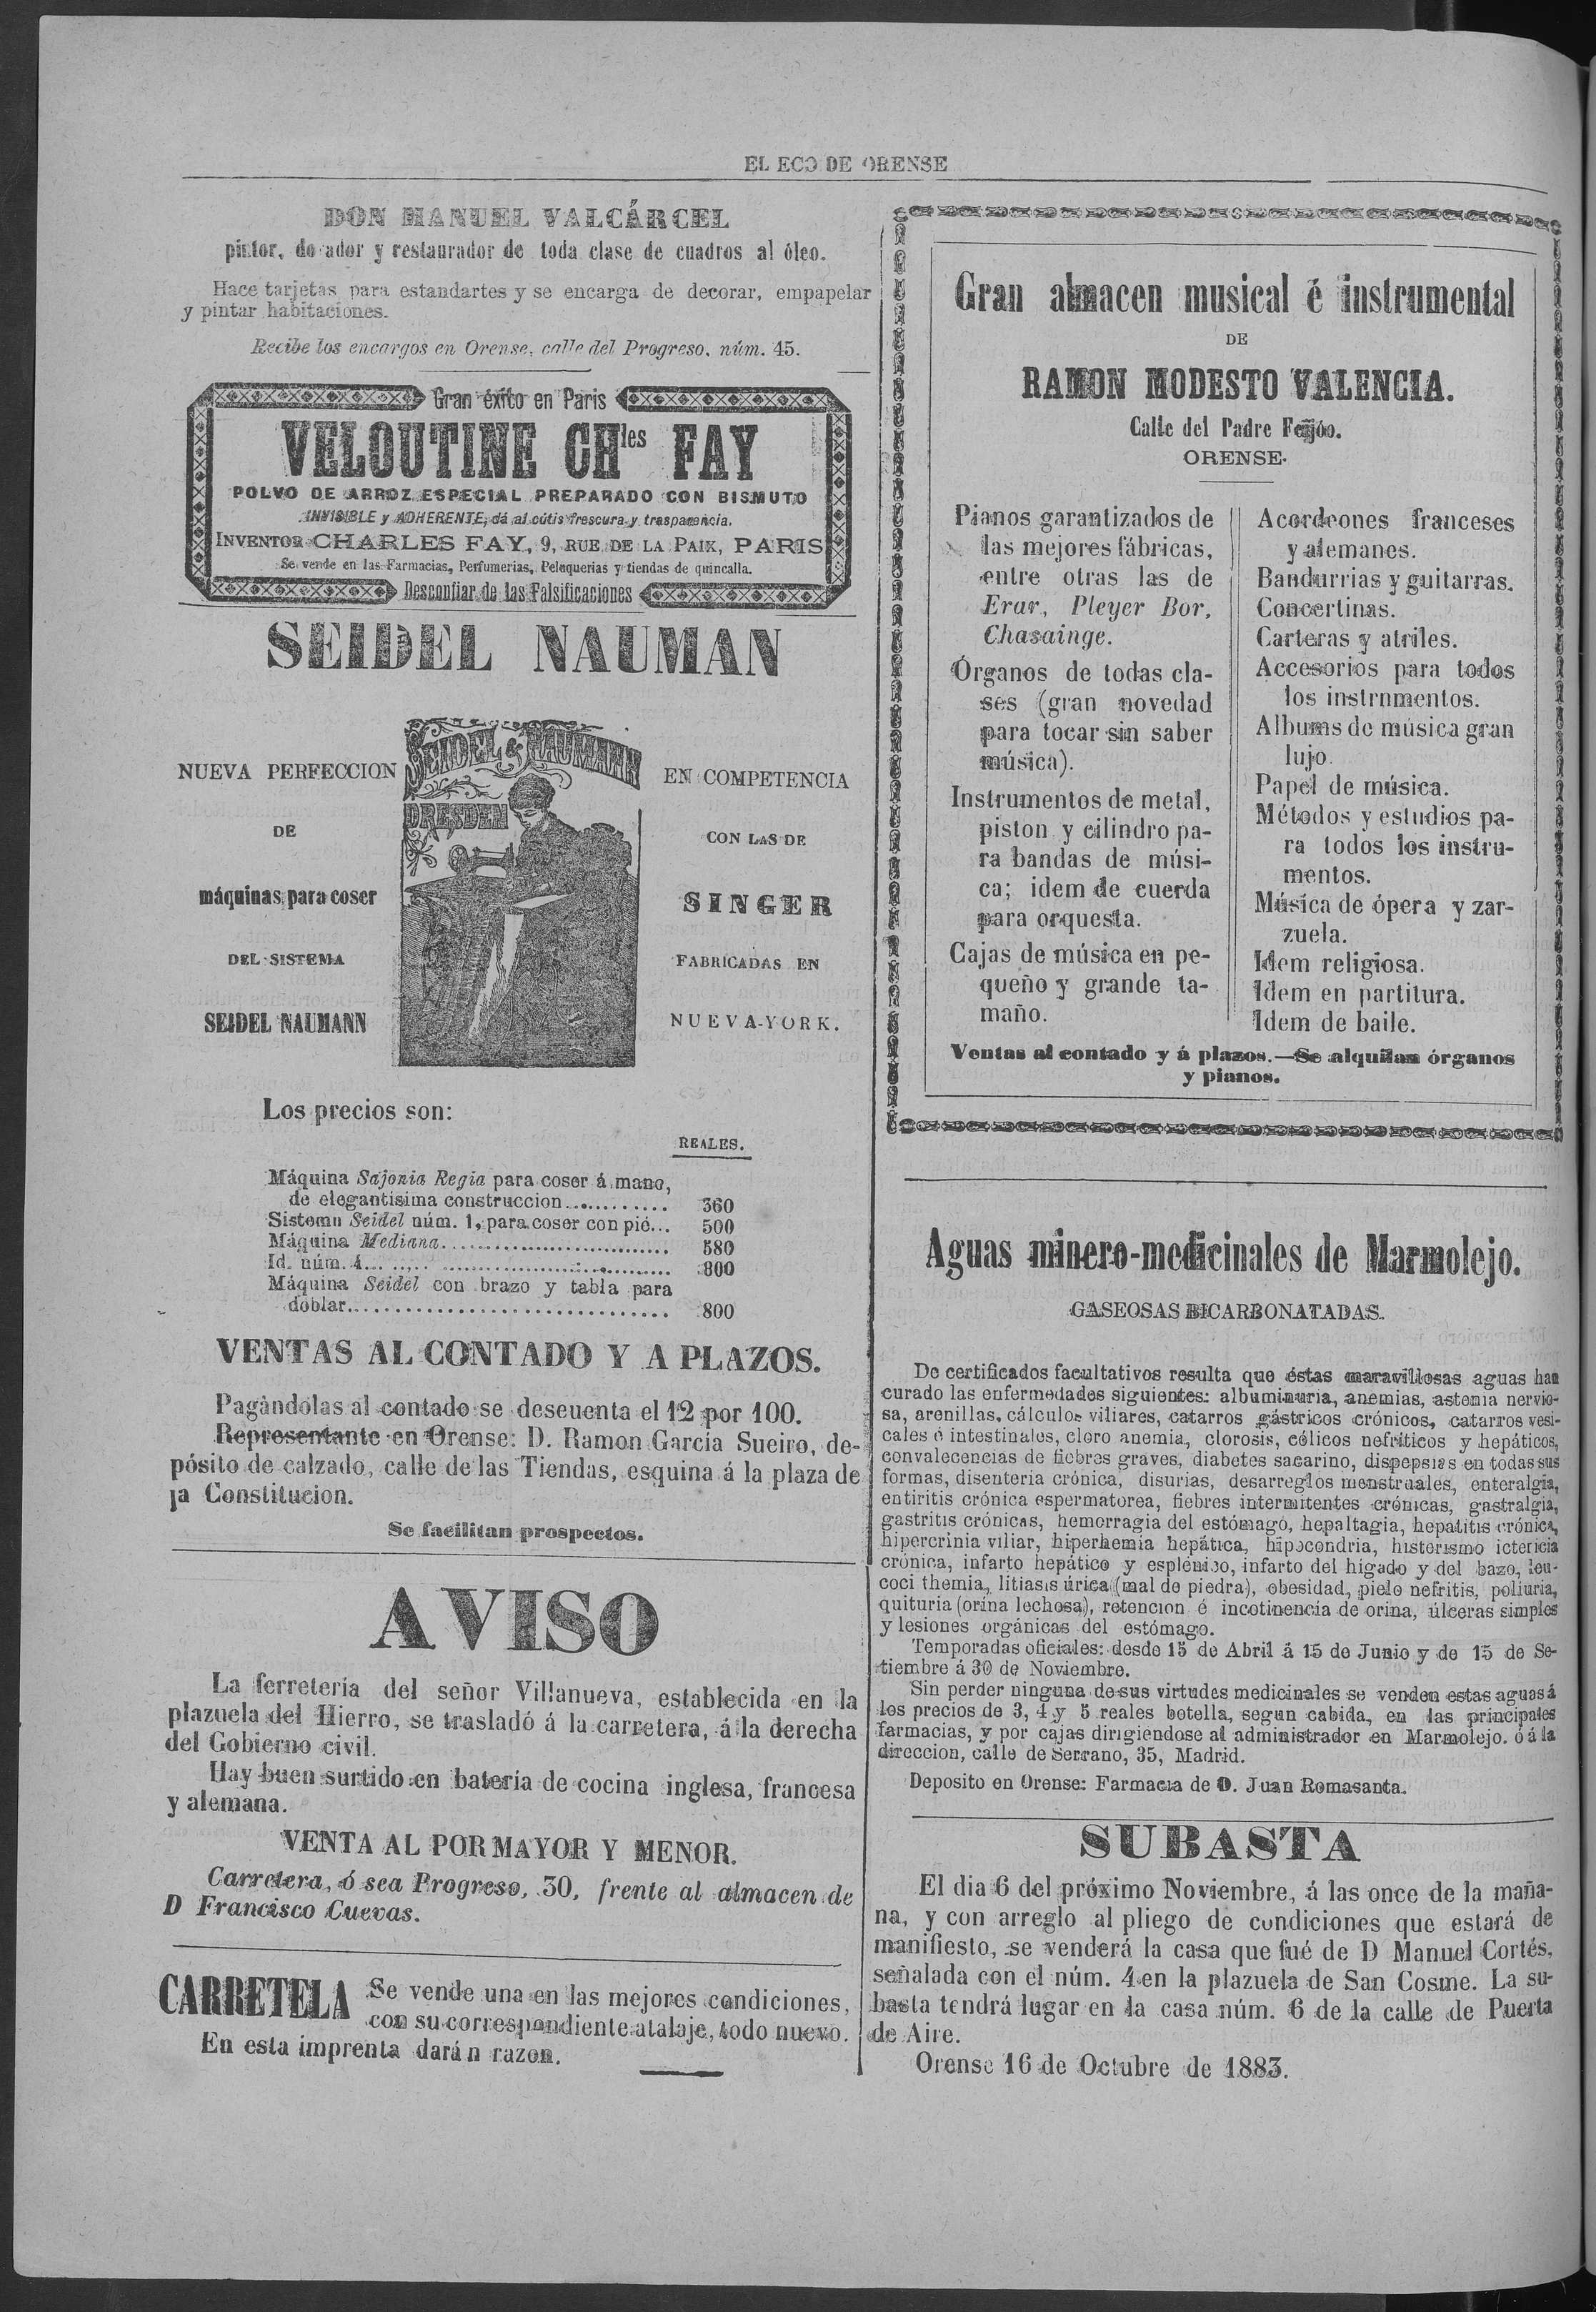 EL ECO DE ORENSE
DON MANUEL VALCÁRCEL
pintor, dorador y restaurador de toda clase de cuadros al óleo.
Hace tarjetas para estandartes y se encarga de decorar, empapelar
y pintar habitaciones.
Recibe los encargos en Orense, calle del Progreso, núm. 45.
Gran éxito en Paris
VELOUTINE CHles FAY
POLVO DE ARROZ ESPECIAL PREPARADO CON BISMUTO
INVISIBLE y ADHERENTE, dá al cútis frescura y trasparencia.
INVENTOR CHARLES FAY, 9, RUE DE LA PAIX, PARIS
Se vende en las Farmacias, Perfumerias, Peluquerias y tiendas de quincalla.
Desconfiar de las Falsificaciones
SEIDEL NAUMAN
NUEVA PERFECCION
DE
máquinas para coser
DEL SISTEMA
SEIDEL NAUMANN
SEIDEL & NAUMANN
DRESDEN
EN COMPETENCIA
CON LAS DE
SINGER
FABRICADAS EN
NUEVA-YORK.
Los precios son:
REALES.
Máquina Sajonia Regia para coser á mano,
de elegantisima construccion............ 360
Sistema Seidel núm. 1, para coser con pié... 500
Máquina Mediana.............................. 580
Id. núm. 4.................................... 800
Máquina Seidel con brazo y tabla para
doblar................................ 800
VENTAS AL CONTADO Y A PLAZOS.
Pagándolas al contado se descuenta el 12 por 100.
Representante en Orense: D. Ramon García Sueiro, de-
pósito de calzado, calle de las Tiendas, esquina á la plaza de
la Constitucion.
Se facilitan prospectos.
AVISO
La ferretería del señor Villanueva, establecida en la
plazuela del Hierro, se trasladó á la carretera, á la derecha
del Gobierno civil.
Hay buen surtido en batería de cocina inglesa, francesa
y alemana.
VENTA AL POR MAYOR Y MENOR.
Carretera, ó sea Progreso, 30, frente al almacen de
D Francisco Cuevas.
CARRETELA Se vende una en las mejores condiciones,
con su correspondiente atalaje, todo nuevo.
En esta imprenta darán razon.
Gran almacen musical é instrumental
DE
RAMON MODESTO VALENCIA.
Calle del Padre Feijóo.
ORENSE.
Pianos garantizados de
las mejores fábricas,
entre otras las de
Erar, Pleyer Bor,
Chasainge.
Órganos de todas cla-
ses (gran novedad
para tocar sin saber
música).
Instrumentos de metal,
piston y cilindro pa-
ra bandas de músi-
ca; idem de cuerda
para orquesta.
Cajas de música en pe-
queño y grande ta-
maño.
Acordeones franceses
y alemanes.
Bandurrias y guitarras.
Concertinas.
Carteras y atriles.
Accesorios para todos
los instrnmentos.
Albums de música gran
lujo.
Papel de música.
Métodos y estudios pa-
ra todos los instru-
mentos.
Música de ópera y zar-
zuela.
Idem religiosa.
Idem en partitura.
Idem de baile.
Ventas al contado y á plazos.—Se alquilan órganos
y pianos.
Aguas minero-medicinales de Marmolejo.
GASEOSAS BICARBONATADAS.
De certificados facultativos resulta que éstas maravillosas aguas han
curado las enfermedades siguientes: albuminuria, anemias, astenia nervio-
sa, arenillas, cálculos viliares, catarros gástricos crónicos, catarros vesi-
cales é intestinales, cloro anemia, clorosis, cólicos nefríticos y hepáticos,
convalecencias de fiebres graves, diabetes sacarino, dispepsias en todas sus
formas, disentería crónica, disurias, desarreglos menstruales, enteralgia,
entiritis crónica espermatorea, fiebres intermitentes crónicas, gastralgia,
gastritis crónicas, hemorragia del estómago, hepaltagia, hepatitis crónica,
hipercrinia viliar, hiperhemia hepática, hipocondria, histerismo ictericia
crónica, infarto hepático y esplénico, infarto del higado y del bazo, leu-
coci themia, litiasis úrica (mal de piedra), obesidad, pielo nefritis, poliuria,
quituria (orina lechosa), retencion é incotinencia de orina, úlceras simples
y lesiones orgánicas del estómago.
Temporadas oficiales: desde 15 de Abril á 15 de Junio y de 15 de Se-
tiembre á 30 de Noviembre.
Sin perder ninguna de sus virtudes medicinales se venden estas aguas á
los precios de 3, 4 y 5 reales botella, segun cabida, en las principales
farmacias, y por cajas dirigiendose al administrador en Marmolejo. ó á la
direccion, calle de Serrano, 35, Madrid.
Deposito en Orense: Farmacia de D. Juan Romasanta.
SUBASTA
El dia 6 del próximo Noviembre, á las once de la maña-
na, y con arreglo al pliego de condiciones que estará de
manifiesto, se venderá la casa que fué de D Manuel Cortés,
señalada con el núm. 4 en la plazuela de San Cosme. La su-
basta tendrá lugar en la casa núm. 6 de la calle de Puerta
de Aire.
Orense 16 de Octubre de 1883.